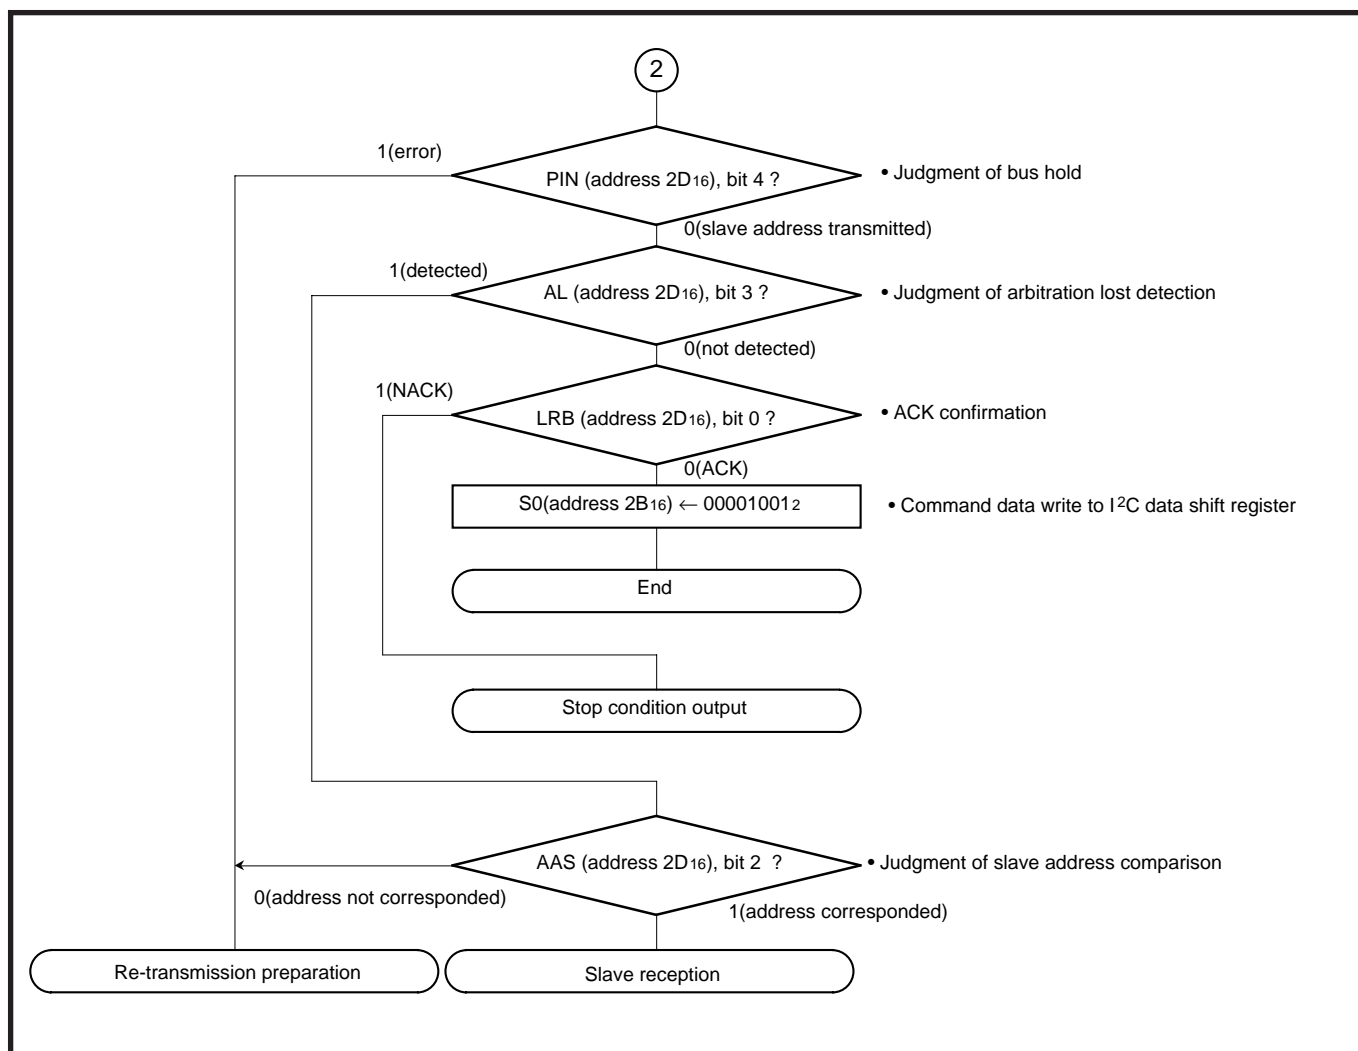 2
1(error)
PIN (address 2D16), bit 4 ?
• Judgment of bus hold
0(slave address transmitted)
1(detected)
AL (address 2D16), bit 3 ?
• Judgment of arbitration lost detection
0(not detected)
1(NACK)
LRB (address 2D16), bit 0 ?
• ACK confirmation
0(ACK)
S0(address 2B16) ← 000010012
• Command data write to I2C data shift register
End
Stop condition output
AAS (address 2D16), bit 2 ?
• Judgment of slave address comparison
0(address not corresponded)
1(address corresponded)
Re-transmission preparation
Slave reception